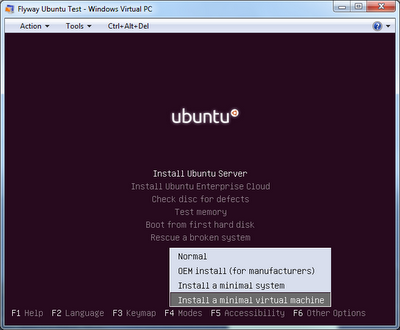 Flyway Ubuntu Test - Windows Virtual PC
Action Tools Ctrl+Alt+Del
ubuntu
Install Ubuntu Server
Install Ubuntu Enterprise Cloud
Check disc for defects
Test memory
Boot from first hard disk
Rescue a broken system
Normal
OEM install (for manufacturers)
Install a minimal system
Install a minimal virtual machine
F1 Help F2 Language F3 Keymap F4 Modes F5 Accessibility F6 Other Options